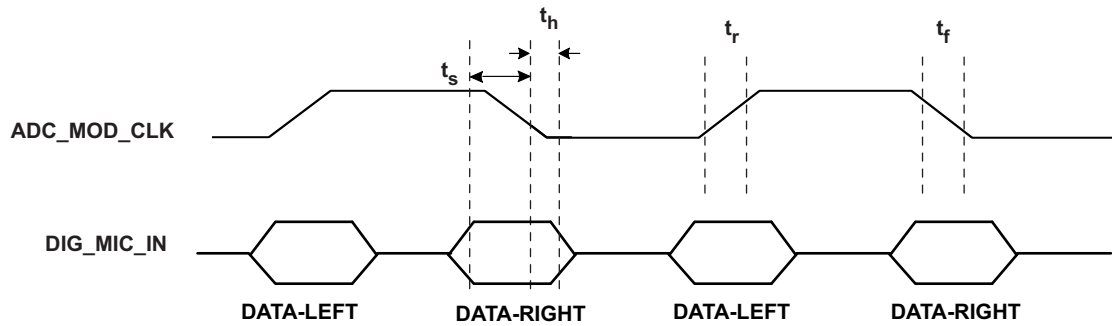 t_h
t_r
t_f
t_s
ADC_MOD_CLK
DIG_MIC_IN
DATA-LEFT DATA-RIGHT DATA-LEFT DATA-RIGHT